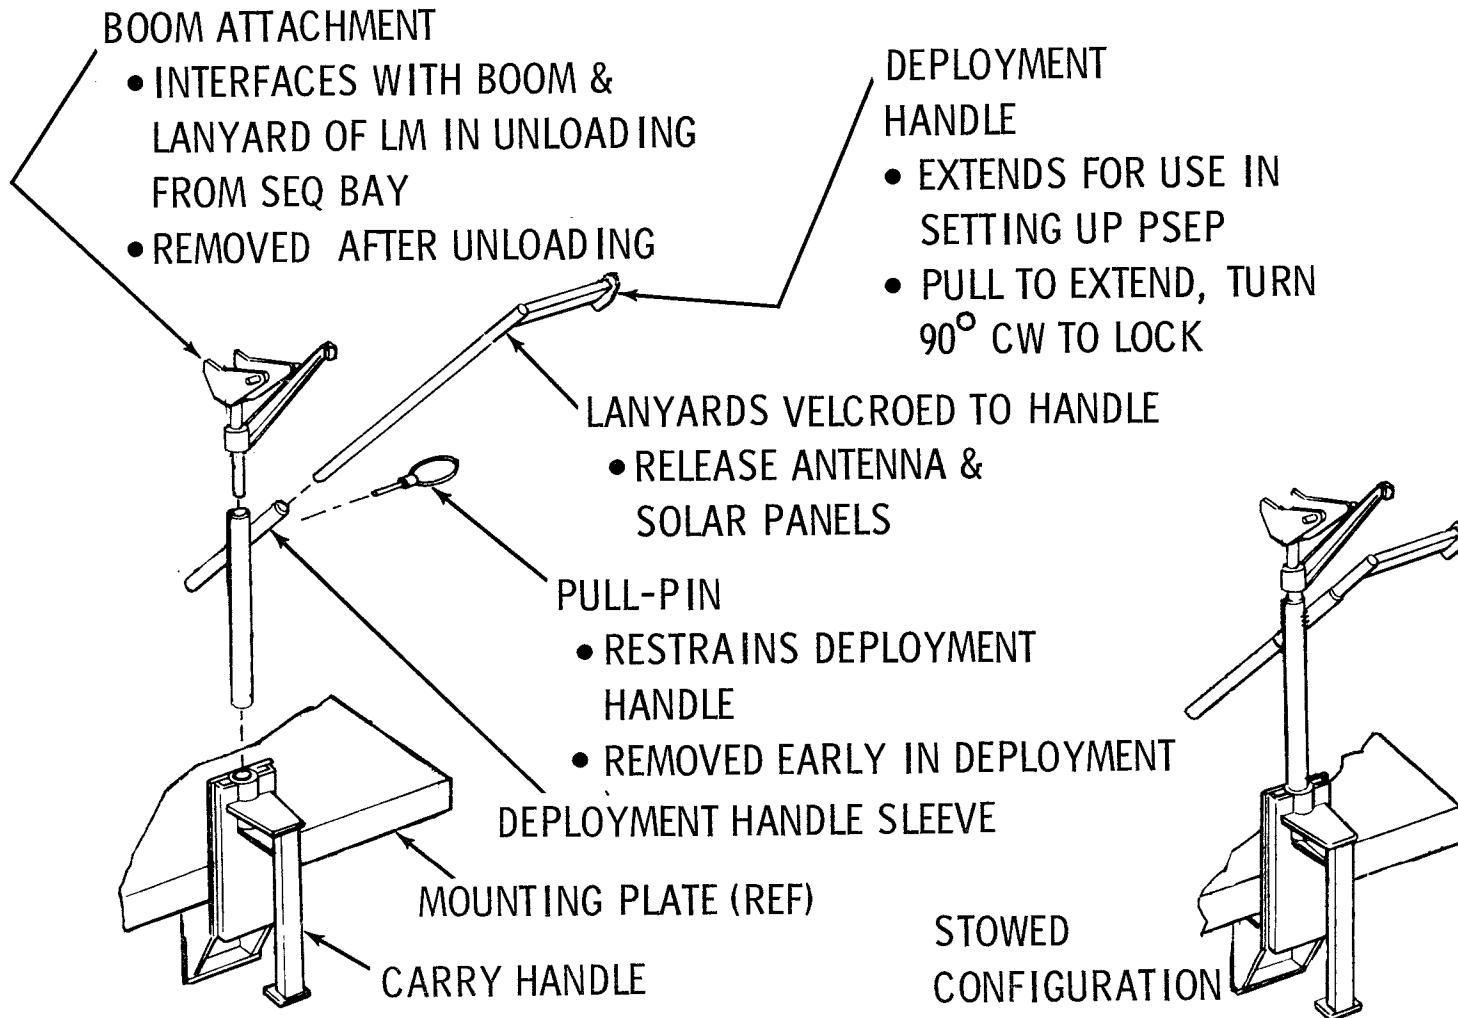 BOOM ATTACHMENT
• INTERFACES WITH BOOM &
LANYARD OF LM IN UNLOADING
FROM SEQ BAY
• REMOVED AFTER UNLOADING
DEPLOYMENT
HANDLE
• EXTENDS FOR USE IN
SETTING UP PSEP
• PULL TO EXTEND, TURN
90° CW TO LOCK
LANYARDS VELCROED TO HANDLE
• RELEASE ANTENNA &
SOLAR PANELS
PULL-PIN
• RESTRAINS DEPLOYMENT
HANDLE
• REMOVED EARLY IN DEPLOYMENT
DEPLOYMENT HANDLE SLEEVE
MOUNTING PLATE (REF)
CARRY HANDLE
STOWED
CONFIGURATION